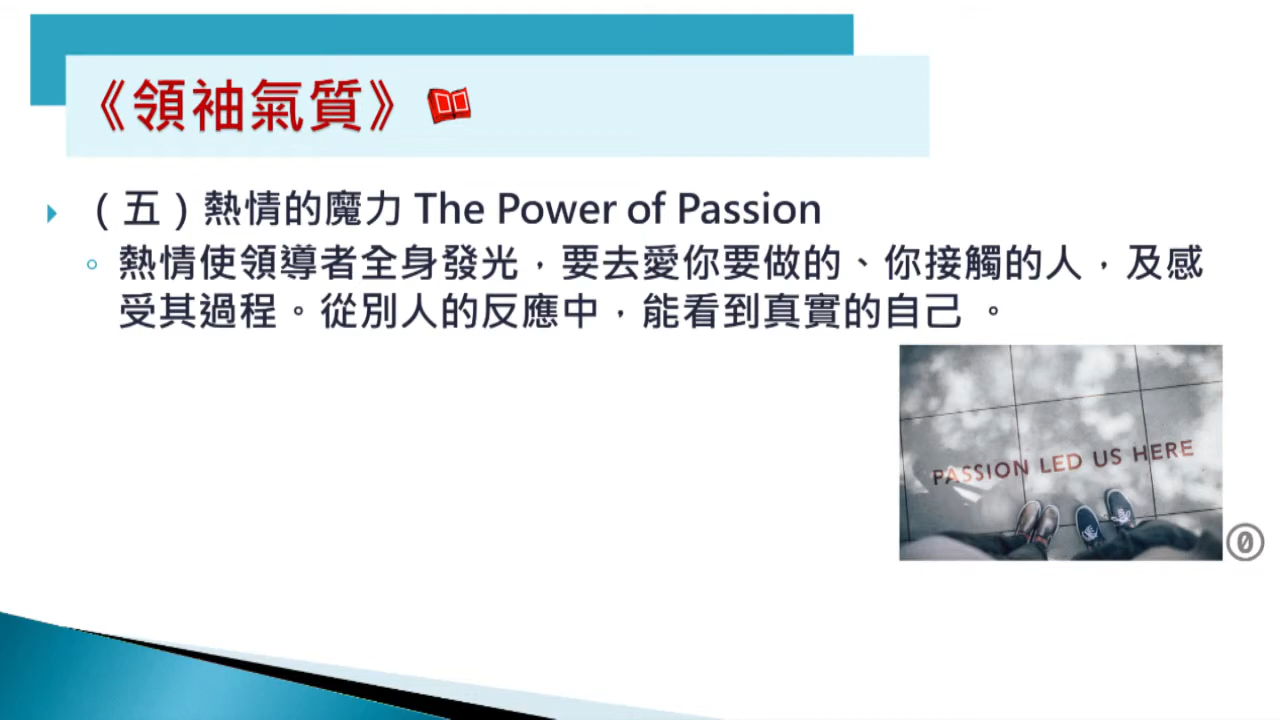 《領袖氣質》
（五）熱情的魔力 The Power of Passion
熱情使領導者全身發光，要去愛你要做的、你接觸的人，及感
受其過程。從別人的反應中，能看到真實的自己 。
PASSION LED US HERE
0